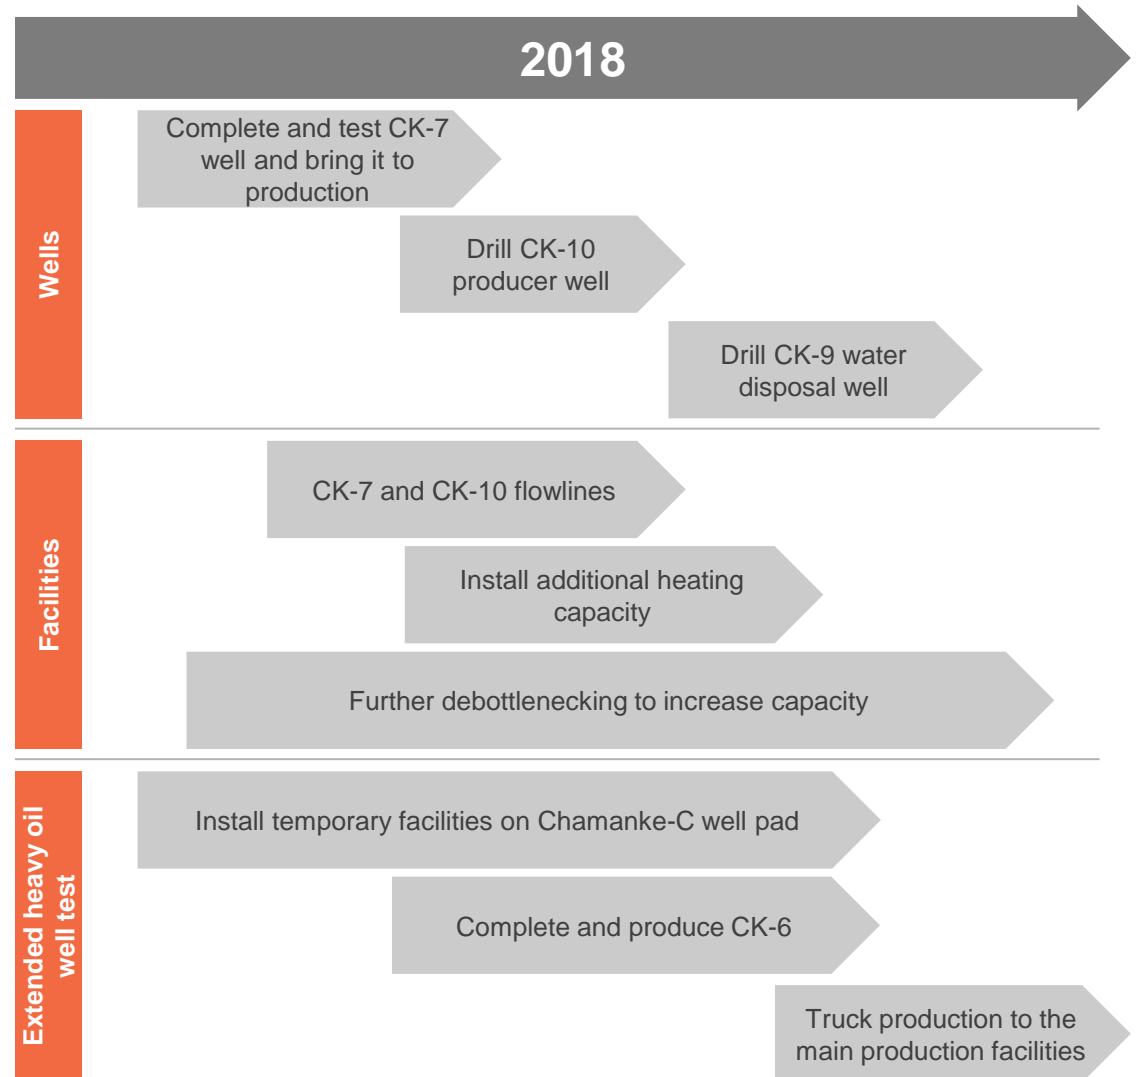 2018
Wells
Complete and test CK-7
well and bring it to
production
Drill CK-10
producer well
Drill CK-9 water
disposal well
Facilities
CK-7 and CK-10 flowlines
Install additional heating
capacity
Further debottlenecking to increase capacity
Extended heavy oil
well test
Install temporary facilities on Chamanke-C well pad
Complete and produce CK-6
Truck production to the
main production facilities